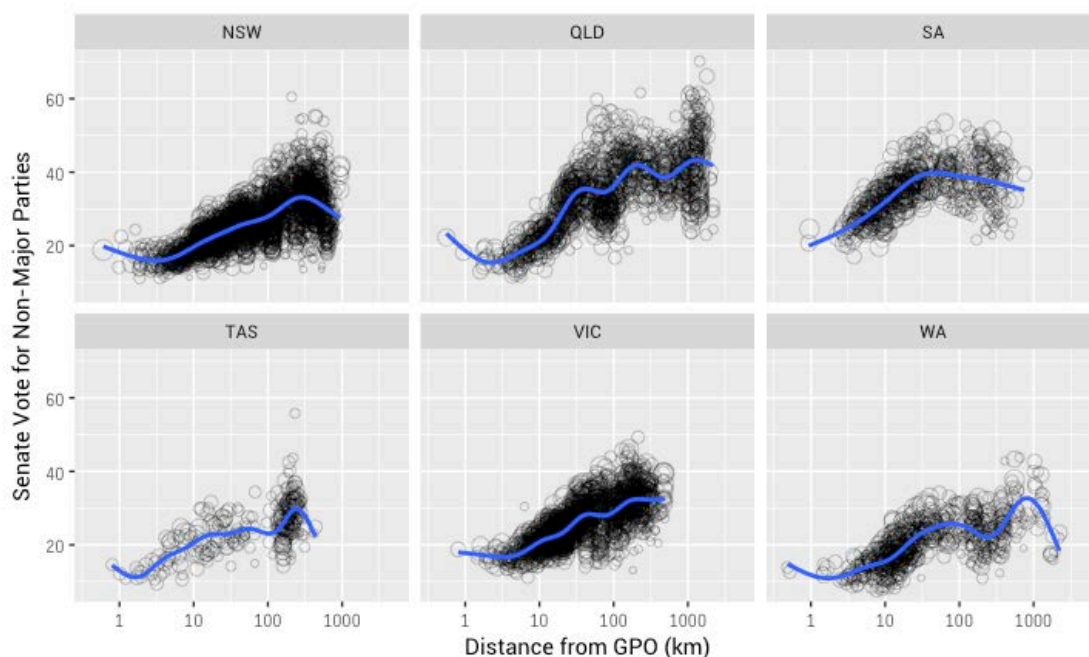 NSW QLD SA
60
40
20
TAS VIC WA
60
40
20
1 10 100 1000 1 10 100 1000 1 10 100 1000
Distance from GPO (km)
Senate Vote for Non-Major Parties